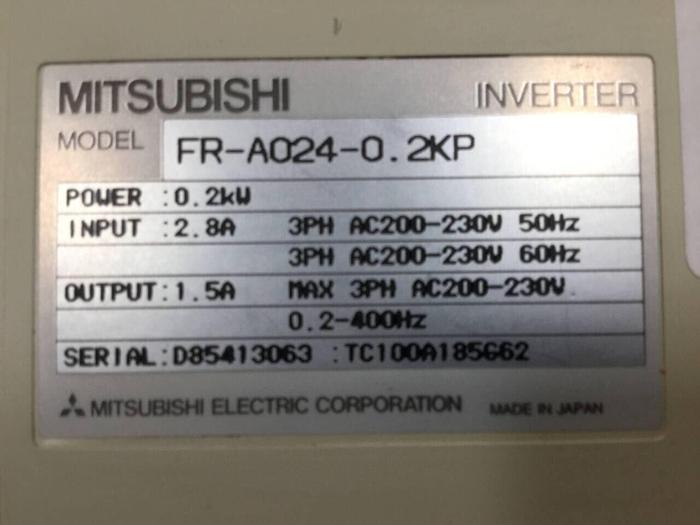 MITSUBISHI INVERTER
MODEL FR-A024-0.2KP
POWER :0.2kW
INPUT :2.8A 3PH AC200-230V 50Hz
3PH AC200-230V 60Hz
OUTPUT:1.5A MAX 3PH AC200-230V
0.2-400Hz
SERIAL:D85413063 :TC100A185G62
MITSUBISHI ELECTRIC CORPORATION MADE IN JAPAN